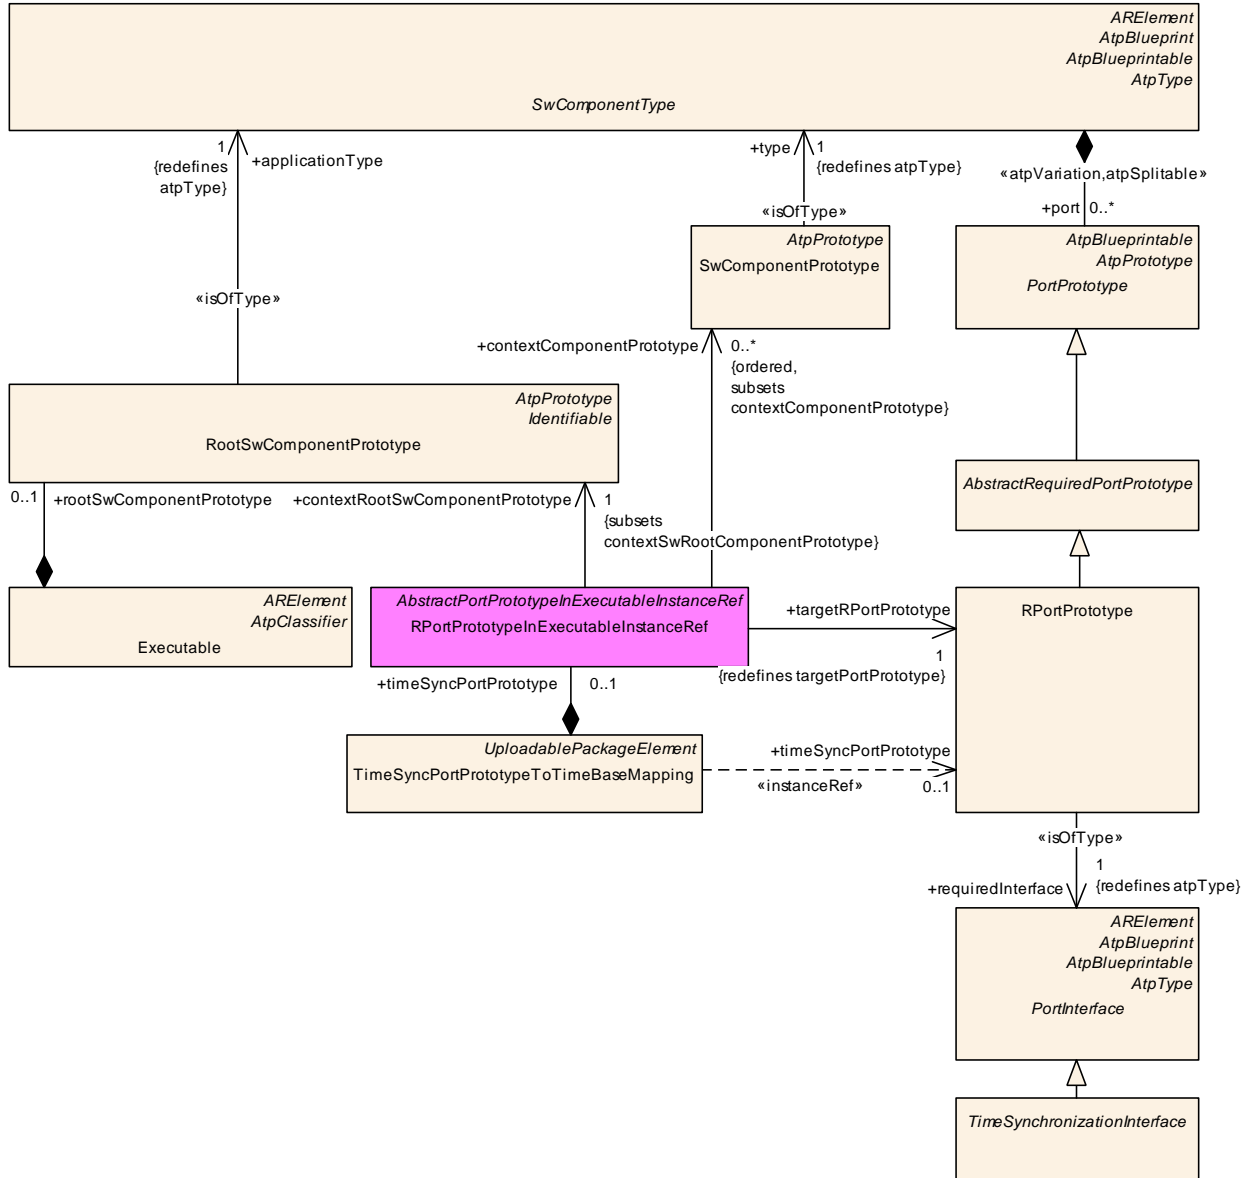 ARElement
AtpBlueprint
AtpBlueprintable
AtpType
SwComponentType
1
{redefines
atpType}
+applicationType
+type
1
{redefines atpType}
«atpVariation,atpSplitable»
+port
0..*
«isOfType»
AtpPrototype
SwComponentPrototype
AtpBlueprintable
AtpPrototype
PortPrototype
«isOfType»
+contextComponentPrototype
0..*
{ordered,
subsets
contextComponentPrototype}
AtpPrototype
Identifiable
RootSwComponentPrototype
AbstractRequiredPortPrototype
0..1
+rootSwComponentPrototype
+contextRootSwComponentPrototype
1
{subsets
contextSwRootComponentPrototype}
ARElement
AtpClassifier
Executable
AbstractPortPrototypeInExecutableInstanceRef
RPortPrototypeInExecutableInstanceRef
+targetRPortPrototype
1
{redefines targetPortPrototype}
RPortPrototype
+timeSyncPortPrototype
0..1
UploadablePackageElement
TimeSyncPortPrototypeToTimeBaseMapping
+timeSyncPortPrototype
«instanceRef»
0..1
«isOfType»
1
{redefines atpType}
+requiredInterface
ARElement
AtpBlueprint
AtpBlueprintable
AtpType
PortInterface
TimeSynchronizationInterface